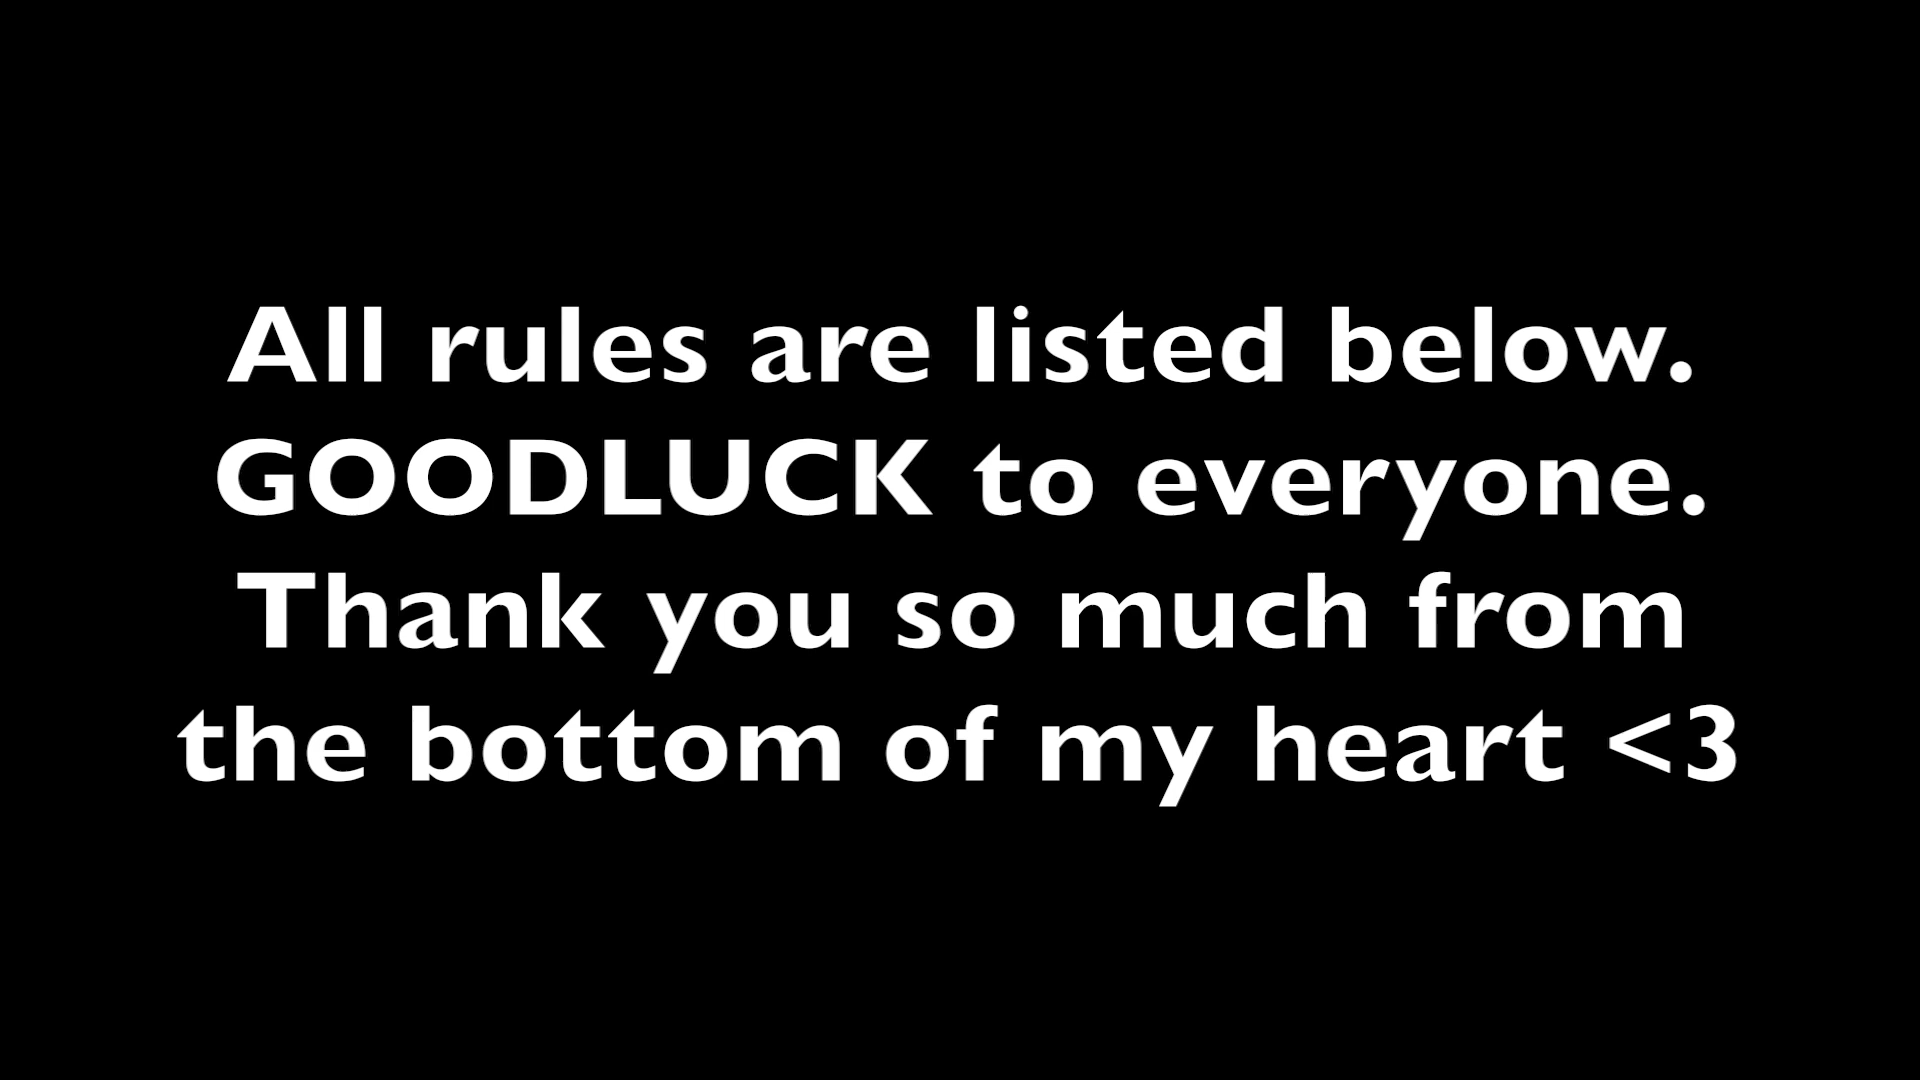 All rules are listed below.
GOODLUCK to everyone.
Thank you so much from
the bottom of my heart <3